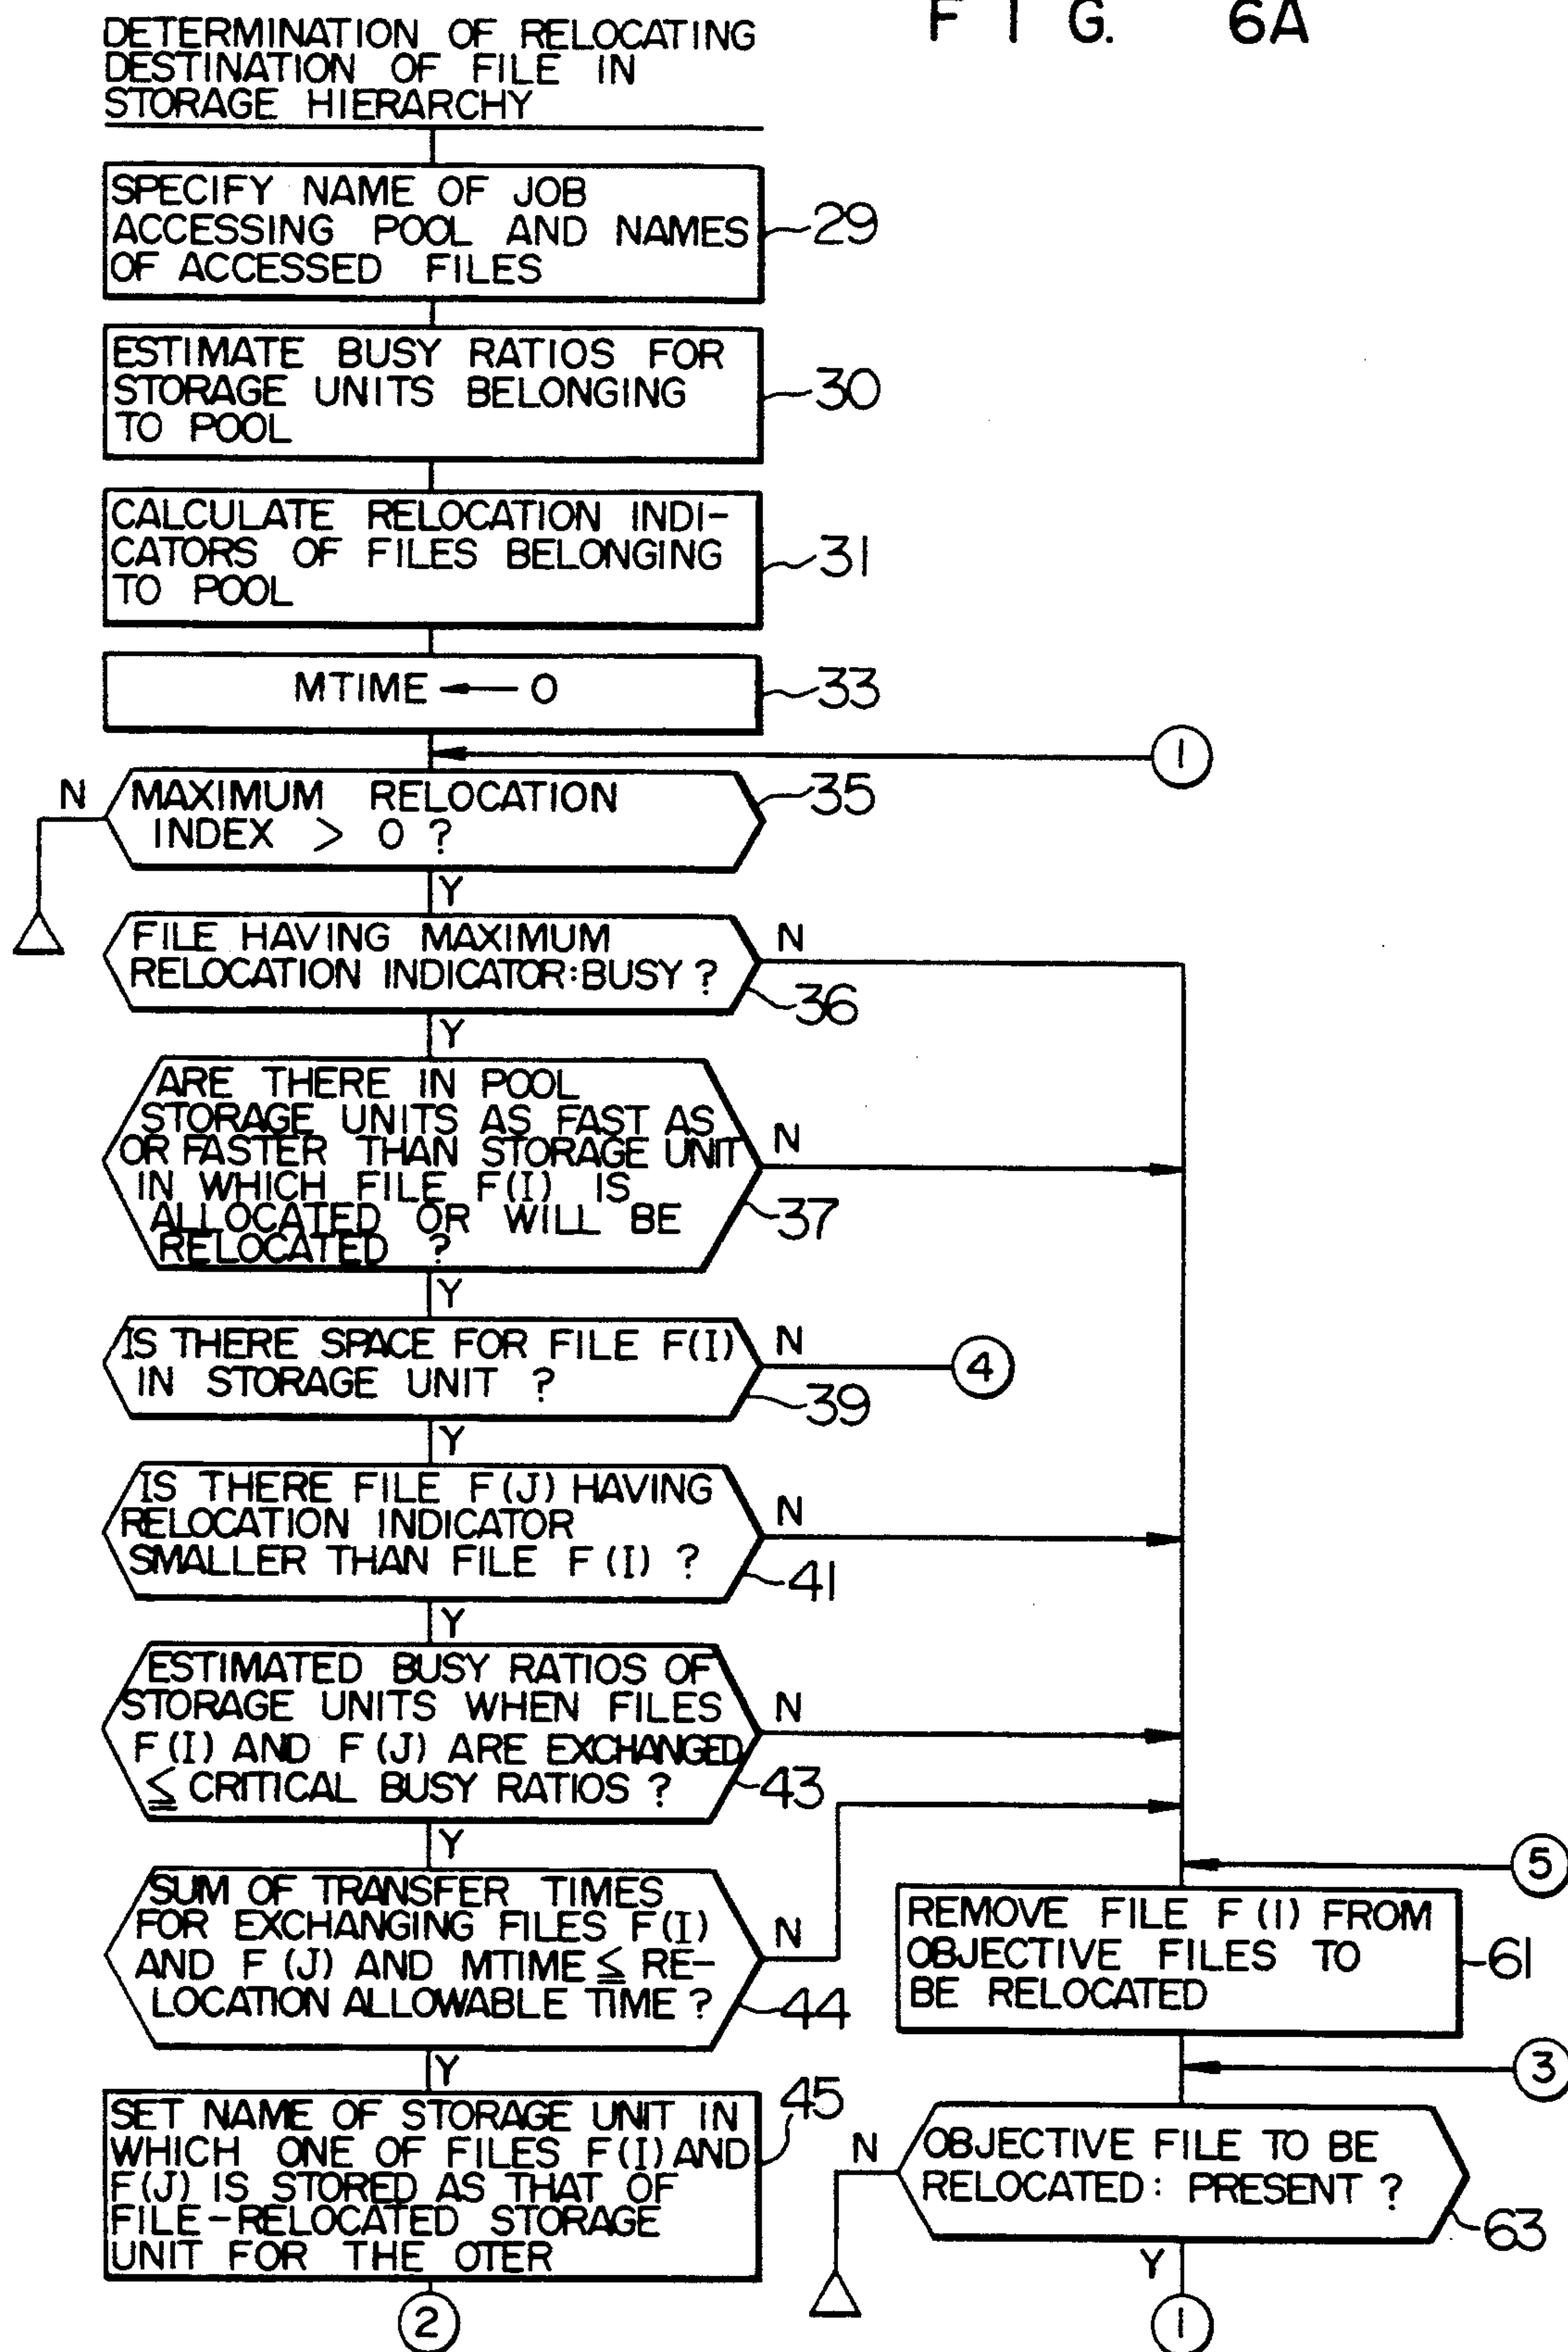 FIG. 6A
DETERMINATION OF RELOCATING
DESTINATION OF FILE IN
STORAGE HIERARCHY
SPECIFY NAME OF JOB
ACCESSING POOL AND NAMES
OF ACCESSED FILES
29
ESTIMATE BUSY RATIOS FOR
STORAGE UNITS BELONGING
TO POOL
30
CALCULATE RELOCATION INDI-
CATORS OF FILES BELONGING
TO POOL
31
MTIME ← 0
33
1
N
MAXIMUM RELOCATION
INDEX > 0 ?
35
Y
FILE HAVING MAXIMUM
RELOCATION INDICATOR:BUSY ?
N
36
Y
ARE THERE IN POOL
STORAGE UNITS AS FAST AS
OR FASTER THAN STORAGE UNIT
IN WHICH FILE F(I) IS
ALLOCATED OR WILL BE
RELOCATED ?
N
37
Y
IS THERE SPACE FOR FILE F(I)
IN STORAGE UNIT ?
N
4
39
Y
IS THERE FILE F(J) HAVING
RELOCATION INDICATOR
SMALLER THAN FILE F(I) ?
N
41
Y
ESTIMATED BUSY RATIOS OF
STORAGE UNITS WHEN FILES
F(I) AND F(J) ARE EXCHANGED
≦ CRITICAL BUSY RATIOS ?
N
43
Y
SUM OF TRANSFER TIMES
FOR EXCHANGING FILES F(I)
AND F(J) AND MTIME ≦ RE-
LOCATION ALLOWABLE TIME ?
N
44
Y
SET NAME OF STORAGE UNIT IN
WHICH ONE OF FILES F(I) AND
F(J) IS STORED AS THAT OF
FILE-RELOCATED STORAGE
UNIT FOR THE OTER
45
2
5
REMOVE FILE F(I) FROM
OBJECTIVE FILES TO
BE RELOCATED
61
3
N
OBJECTIVE FILE TO BE
RELOCATED: PRESENT ?
63
Y
1